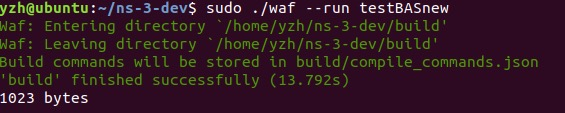 yzh@ubuntu:~/ns-3-dev$ sudo ./waf --run testBASnew
Waf: Entering directory `/home/yzh/ns-3-dev/build'
Waf: Leaving directory `/home/yzh/ns-3-dev/build'
Build commands will be stored in build/compile_commands.json
'build' finished successfully (13.792s)
1023 bytes